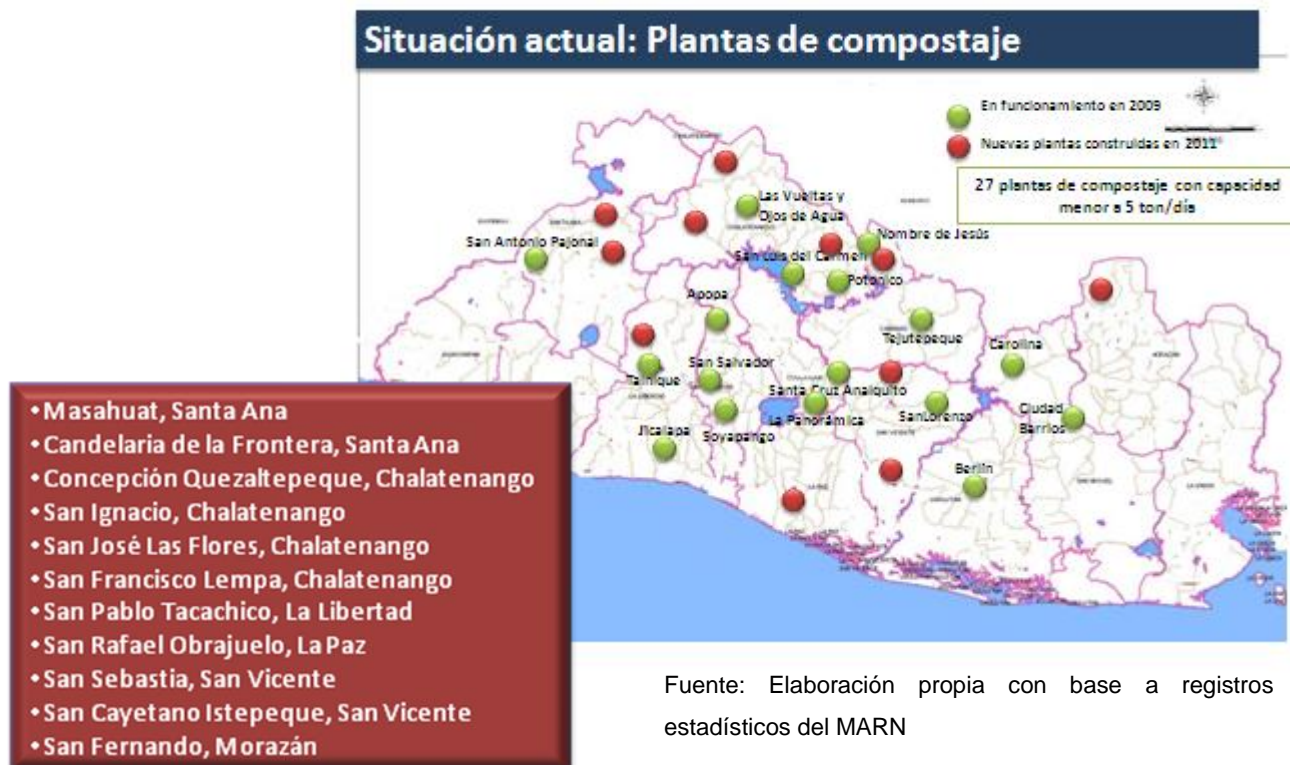 Situación actual: Plantas de compostaje
En funcionamiento en 2009
Nuevas plantas construidas en 2011
27 plantas de compostaje con capacidad
menor a 5 ton/día
Las Vueltas y
Ojos de Agua
Nombre de Jesús
San Antonio Pajonal
San Luis del Carmen
Potonico
Apopa
Tejutepeque
Carolina
San Salvador
Talnique
Santa Cruz Analquito
La Panorámica
SanLorenzo
Ciudad
Barrios
Jicalapa
Soyapango
Berlín
•Masahuat, Santa Ana
•Candelaria de la Frontera, Santa Ana
•Concepción Quezaltepeque, Chalatenango
•San Ignacio, Chalatenango
•San José Las Flores, Chalatenango
•San Francisco Lempa, Chalatenango
•San Pablo Tacachico, La Libertad
•San Rafael Obrajuelo, La Paz
•San Sebastia, San Vicente
•San Cayetano Istepeque, San Vicente
•San Fernando, Morazán
Fuente: Elaboración propia con base a registros
estadísticos del MARN